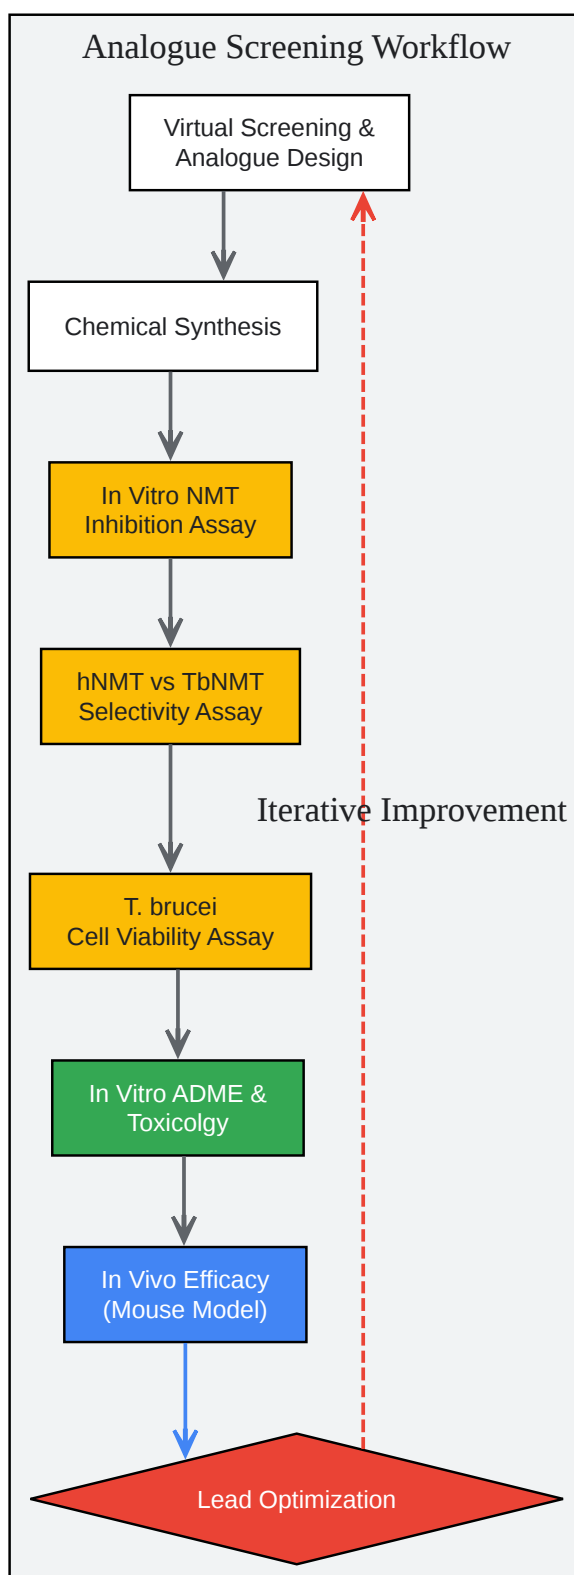 Analogue Screening Workflow
Virtual Screening &
Analogue Design
Chemical Synthesis
In Vitro NMT
Inhibition Assay
hNMT vs TbNMT
Selectivity Assay
Iterative Improvement
T. brucei
Cell Viability Assay
In Vitro ADME &
Toxicolgy
In Vivo Efficacy
(Mouse Model)
Lead Optimization